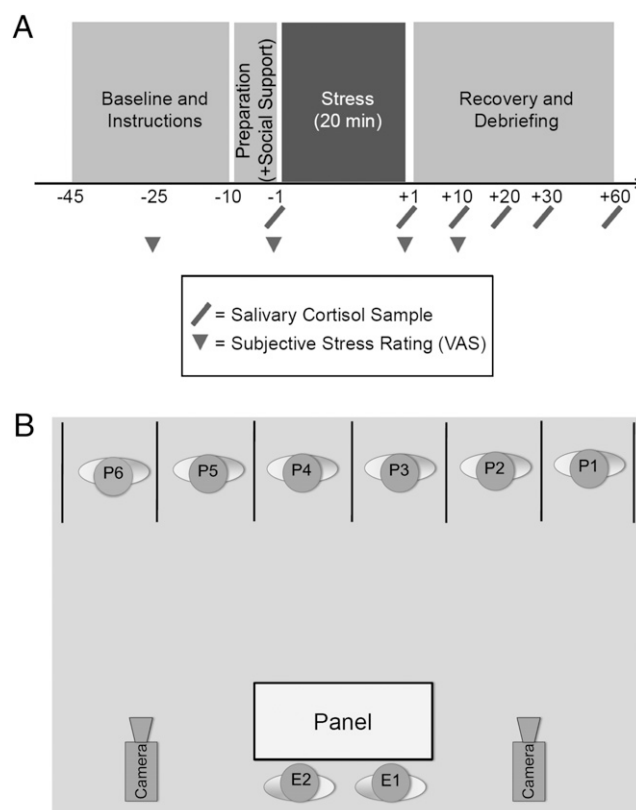 A
Baseline and
Instructions
Preparation
(+Social Support)
Stress
(20 min)
Recovery and
Debriefing
-45 -25 -10 -1 +1 +10 +20 +30 +60
= Salivary Cortisol Sample
= Subjective Stress Rating (VAS)
B
P6 P5 P4 P3 P2 P1
Panel
Camera
E2 E1
Camera